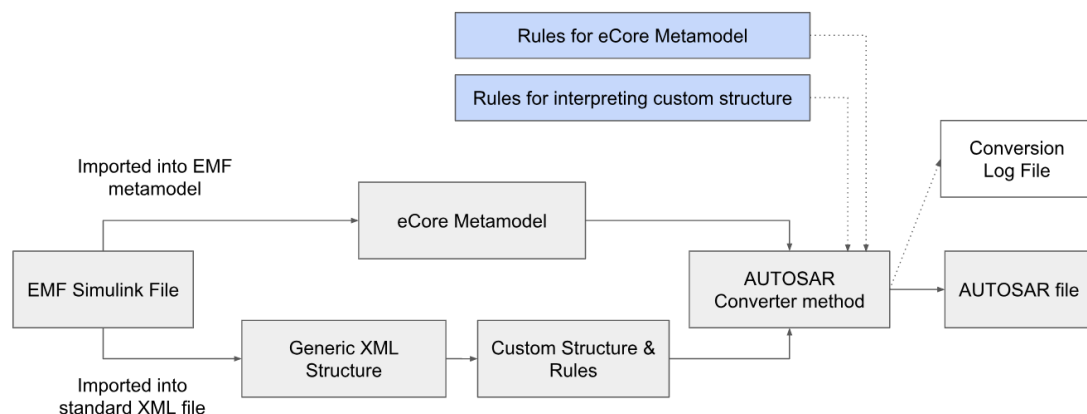 Rules for eCore Metamodel
Rules for interpreting custom structure
Conversion
Log File
Imported into EMF
metamodel
eCore Metamodel
EMF Simulink File
AUTOSAR
Converter method
AUTOSAR file
Generic XML
Structure
Custom Structure &
Rules
Imported into
standard XML file